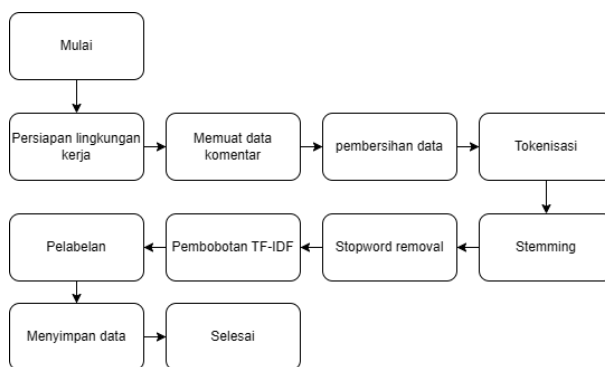 Mulai
Persiapan lingkungan
kerja
Memuat data
komentar
pembersihan data
Tokenisasi
Stemming
Stopword removal
Pembobotan TF-IDF
Pelabelan
Menyimpan data
Selesai